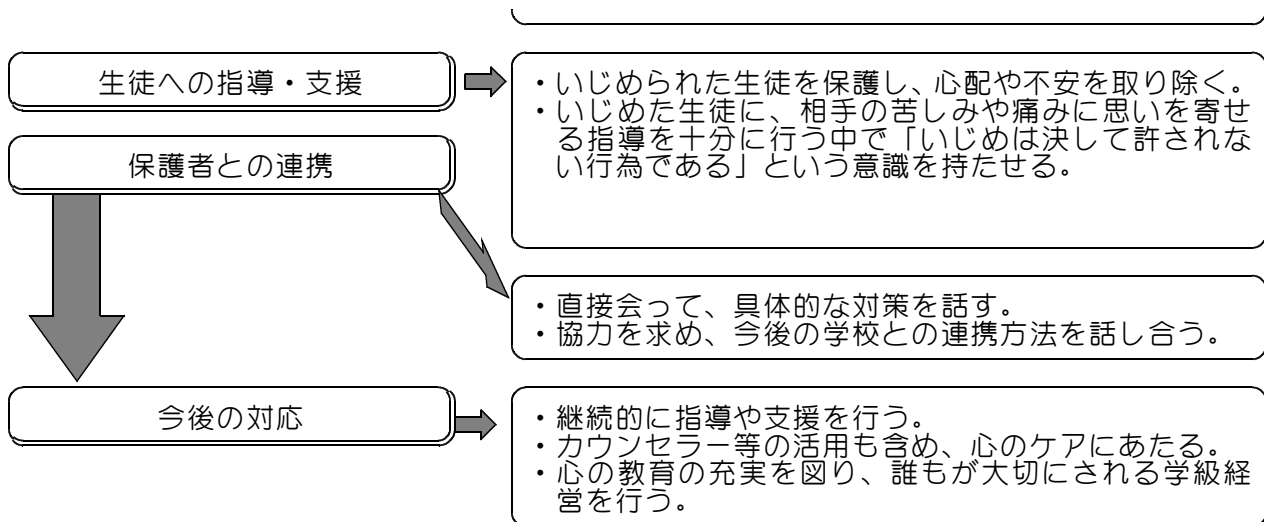 生徒への指導・支援
・いじめられた生徒を保護し、心配や不安を取り除く。
・いじめた生徒に、相手の苦しみや痛みに思いを寄せ
る指導を十分に行う中で「いじめは決して許されな
い行為である」という意識を持たせる。
保護者との連携
・直接会って、具体的な対策を話す。
・協力を求め、今後の学校との連携方法を話し合う。
今後の対応
・継続的に指導や支援を行う。
・カウンセラー等の活用も含め、心のケアにあたる。
・心の教育の充実を図り、誰もが大切にされる学級経
営を行う。